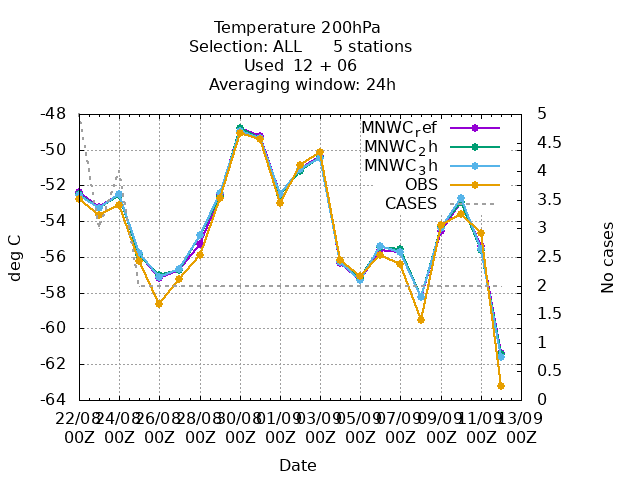 Temperature 200hPa
Selection: ALL 5 stations
Used 12 + 06
Averaging window: 24h
deg C
No cases
-48
-50
-52
-54
-56
-58
-60
-62
-64
5
4.5
4
3.5
3
2.5
2
1.5
1
0.5
0
MNWCref
MNWC2h
MNWC3h
OBS
CASES
22/08 24/08 26/08 28/08 30/08 01/09 03/09 05/09 07/09 09/09 11/09 13/09
00Z 00Z 00Z 00Z 00Z 00Z 00Z 00Z 00Z 00Z 00Z 00Z
Date